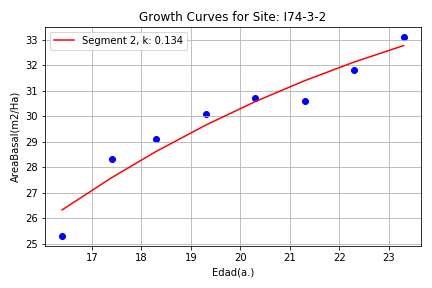 Growth Curves for Site: I74-3-2
Segment 2, k: 0.134
AreaBasal(m2/Ha)
33
32
31
30
29
28
27
26
25
17 18 19 20 21 22 23
Edad(a.)